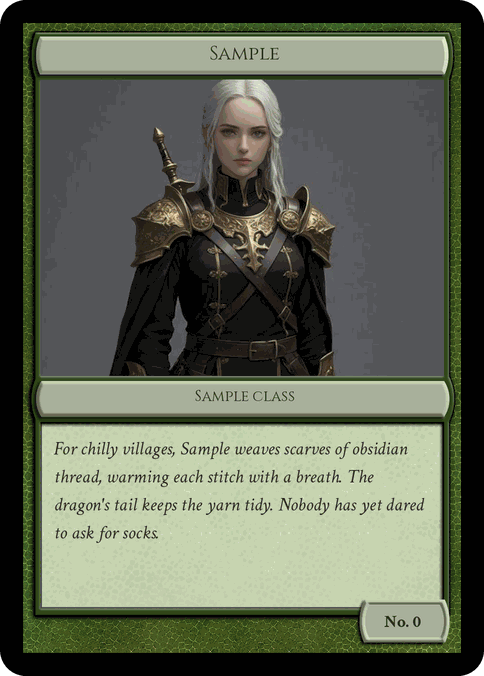 Sample
Sample class
For chilly villages, Sample weaves scarves of obsidian
thread, warming each stitch with a breath. The
dragon's tail keeps the yarn tidy. Nobody has yet dared
to ask for socks.
No. 0